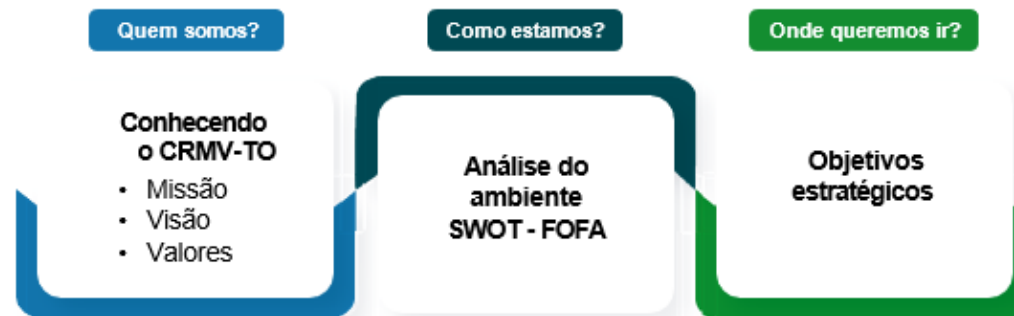 Quem somos?
Como estamos?
Onde queremos ir?
Conhecendo
o CRMV-TO
• Missão
• Visão
• Valores
Análise do
ambiente
SWOT - FOFA
Objetivos
estratégicos